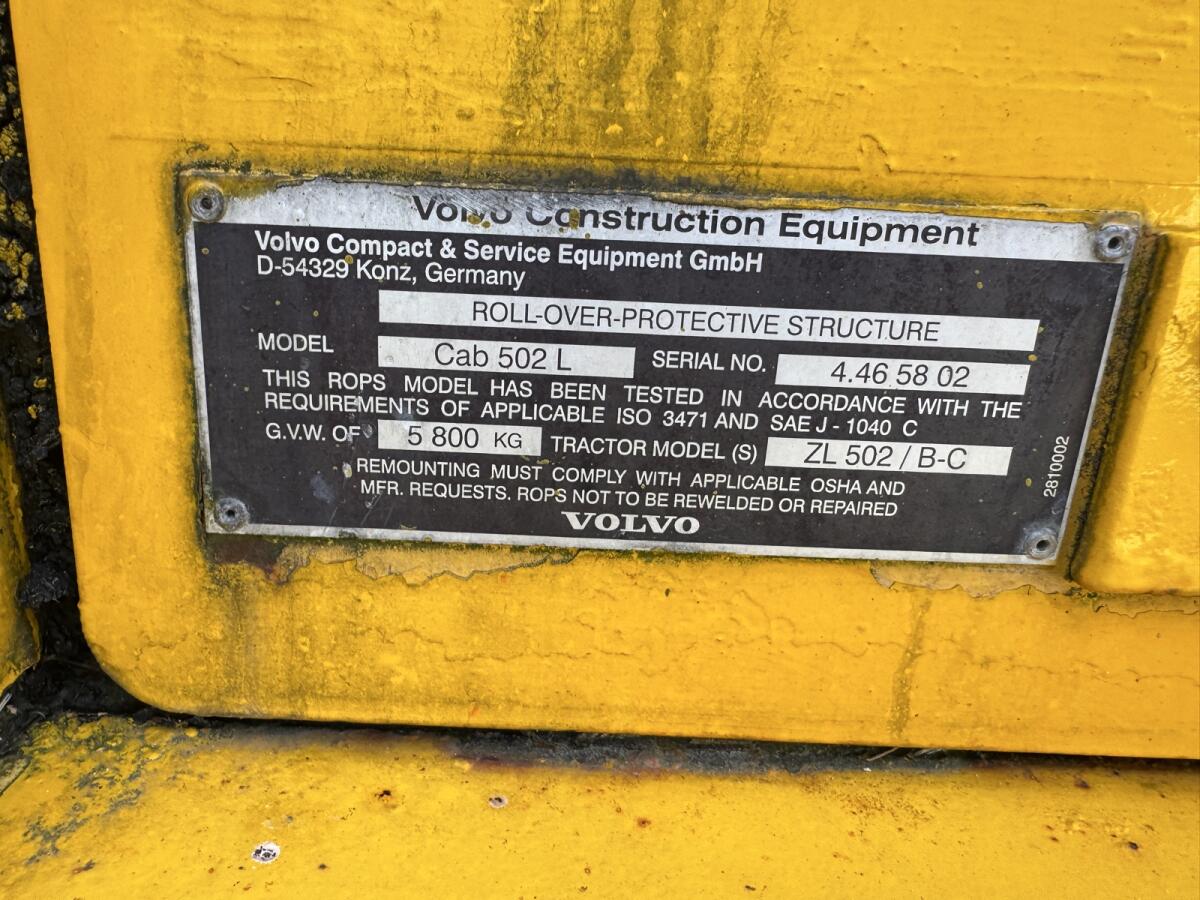 Volvo Construction Equipment
Volvo Compact & Service Equipment GmbH
D-54329 Konz, Germany
ROLL-OVER-PROTECTIVE STRUCTURE
MODEL Cab 502 L SERIAL NO. 4.46 58 02
THIS ROPS MODEL HAS BEEN TESTED IN ACCORDANCE WITH THE
REQUIREMENTS OF APPLICABLE ISO 3471 AND SAE J - 1040 C
G.V.W. OF 5 800 KG TRACTOR MODEL (S) ZL 502 / B-C
REMOUNTING MUST COMPLY WITH APPLICABLE OSHA AND
MFR. REQUESTS. ROPS NOT TO BE REWELDED OR REPAIRED
VOLVO
2810002